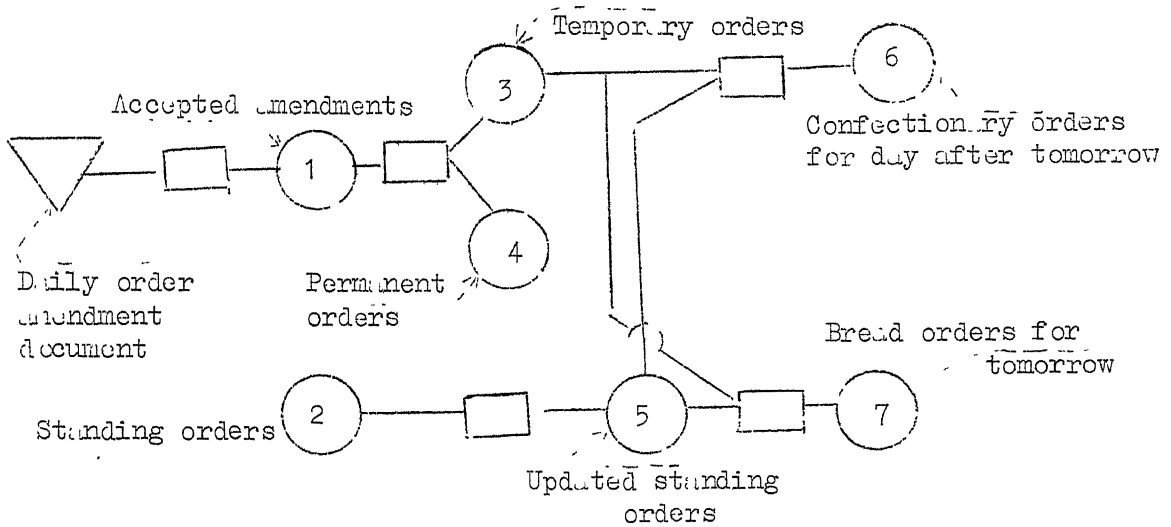 Temporary orders
3
6
Accepted amendments
Confectionery orders
for day after tomorrow
1
4
Daily order
amendment
document
Permanent
orders
Bread orders for
tomorrow
Standing orders
2
5
7
Updated standing
orders